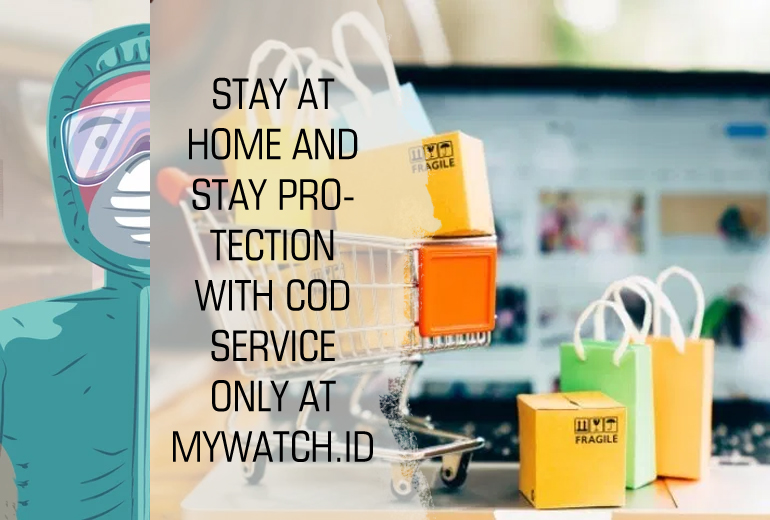 STAY AT
HOME AND
STAY PRO-
TECTION
WITH COD
SERVICE
ONLY AT
MYWATCH.ID
FRAGILE
FRAGILE